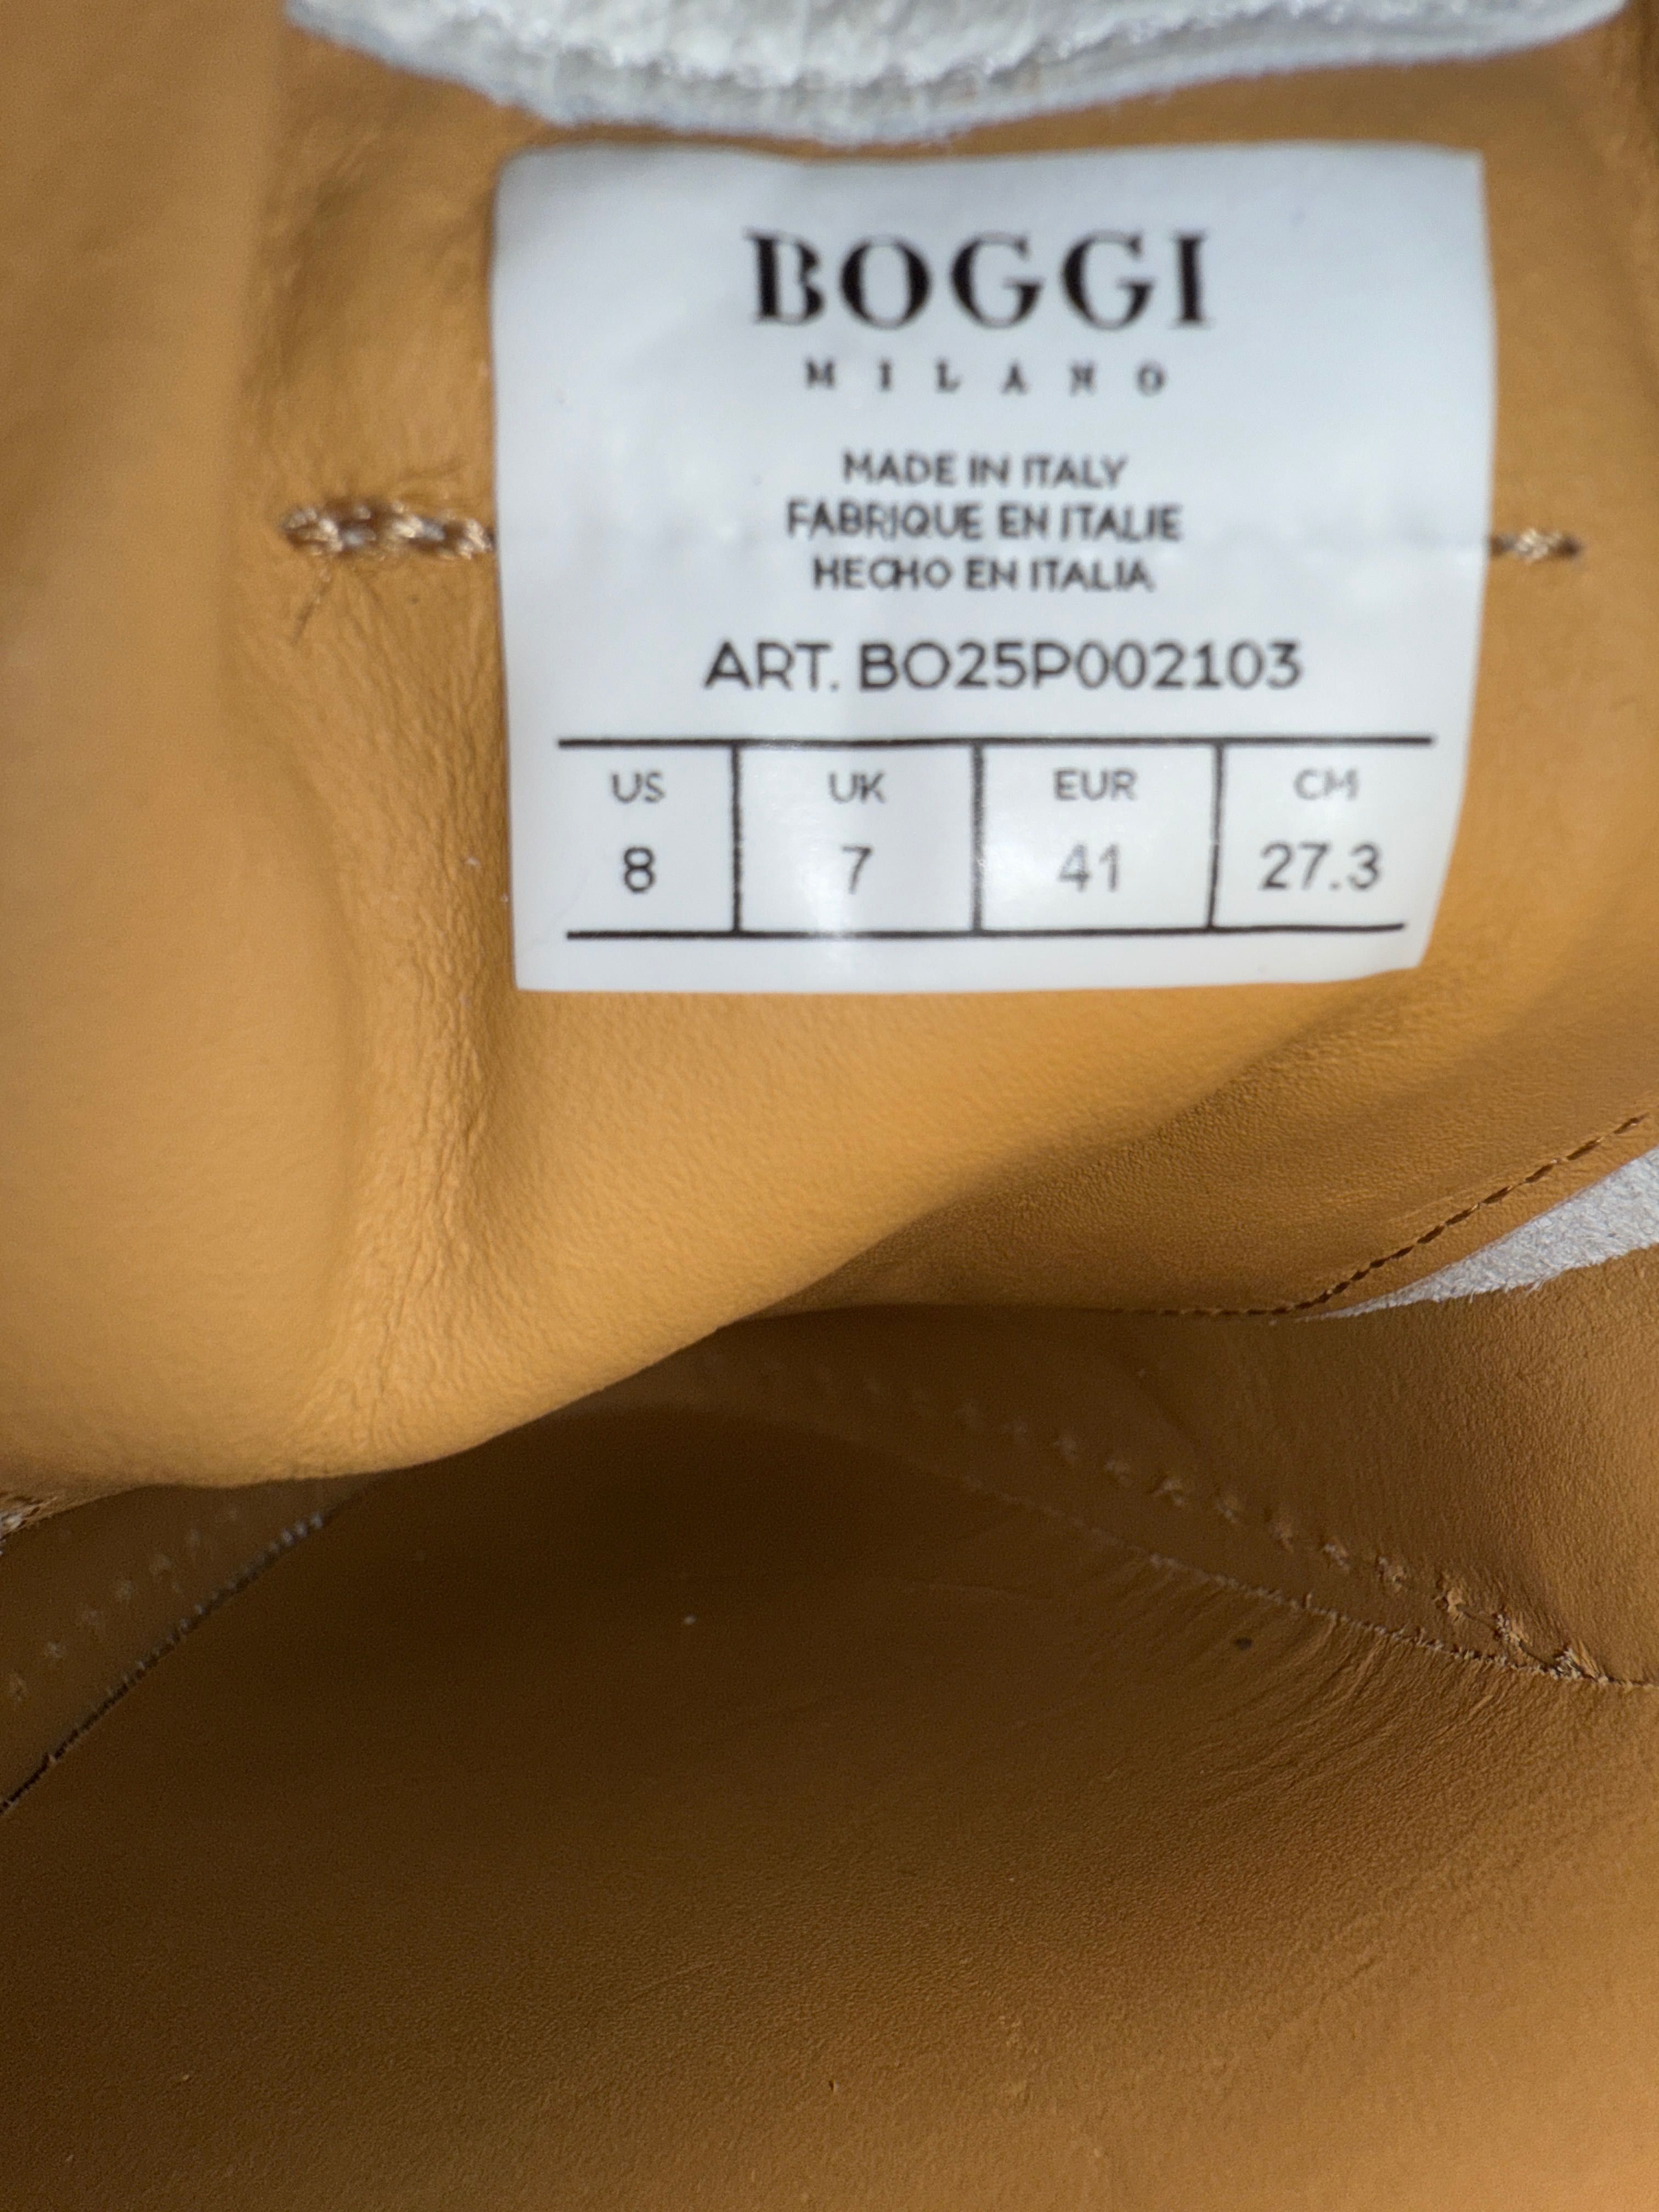 BOGGI
MILANO
MADE IN ITALY
FABRIQUE EN ITALIE
HECHO EN ITALIA
ART. BO25P002103
US UK EUR CM
8 7 41 27.3